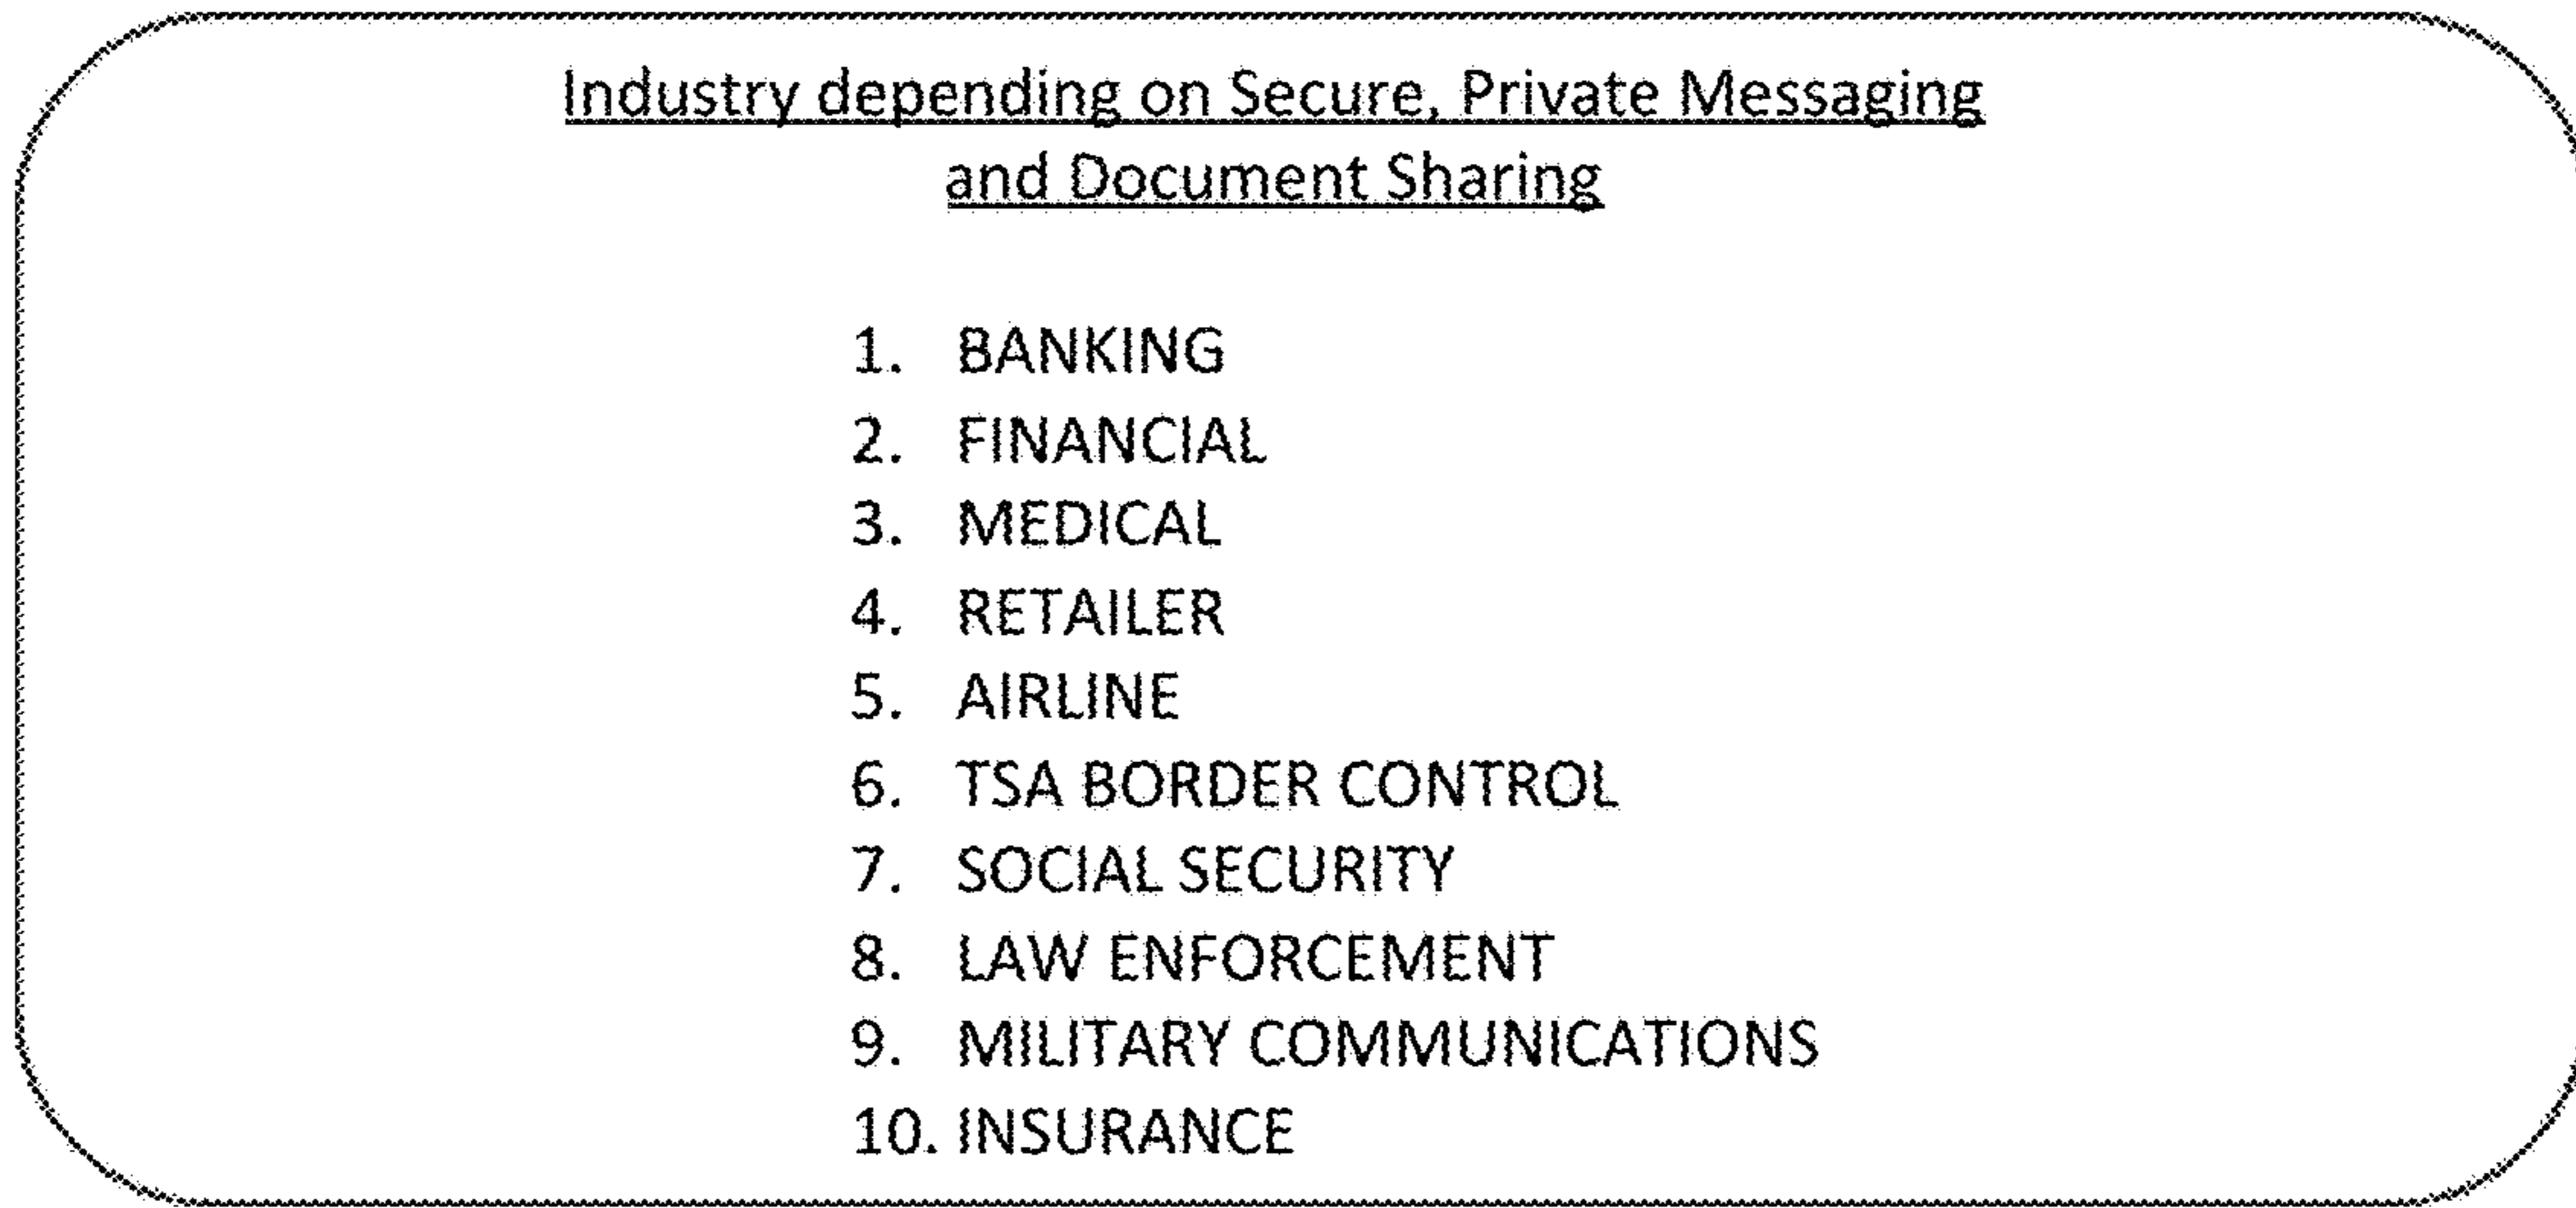 Industry depending on Secure, Private Messaging
and Document Sharing
1. BANKING
2. FINANCIAL
3. MEDICAL
4. RETAILER
5. AIRLINE
6. TSA BORDER CONTROL
7. SOCIAL SECURITY
8. LAW ENFORCEMENT
9. MILITARY COMMUNICATIONS
10. INSURANCE